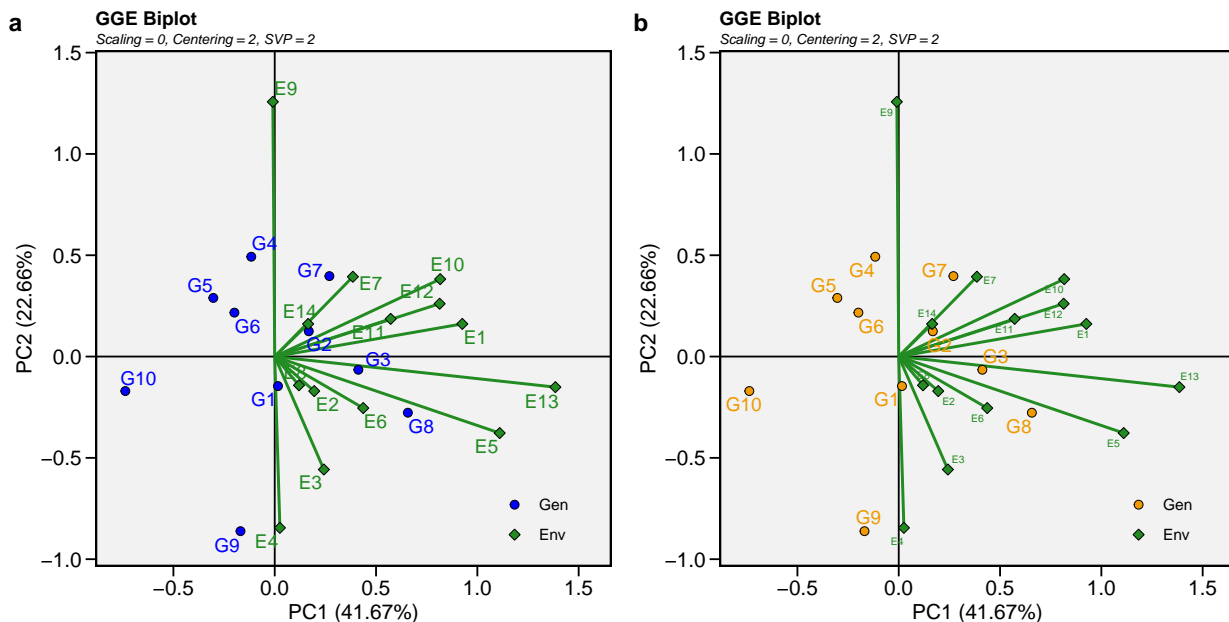 a
GGE Biplot
Scaling = 0, Centering = 2, SVP = 2
1.5
1.0
0.5
0.0
−0.5
−1.0
PC2 (22.66%)
E9
G4
G7
E7
E10
G5
E12
G6
E14
E11
E1
G2
G3
G10
G1
E2
E13
E6
G8
E5
E3
G9
E4
Gen
Env
−0.5
0.0
0.5
1.0
1.5
PC1 (41.67%)
b
GGE Biplot
Scaling = 0, Centering = 2, SVP = 2
1.5
1.0
0.5
0.0
−0.5
−1.0
PC2 (22.66%)
E9
G4
G7
E7
E10
G5
E12
G6
E14
E11
E1
G2
G3
E13
G10
G1
E2
E6
G8
E5
E3
G9
E4
Gen
Env
−0.5
0.0
0.5
1.0
1.5
PC1 (41.67%)